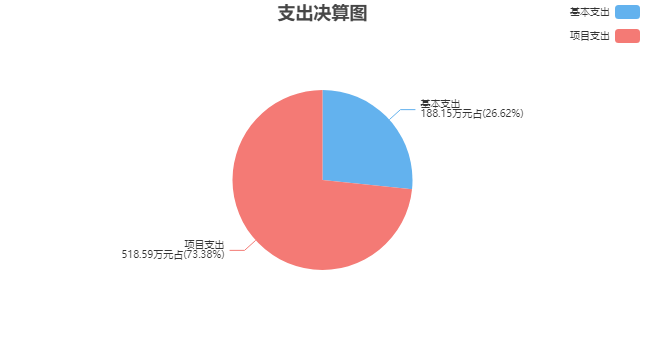 支出决算图
基本支出
项目支出
基本支出
188.15万元占(26.62%)
项目支出
518.59万元占(73.38%)